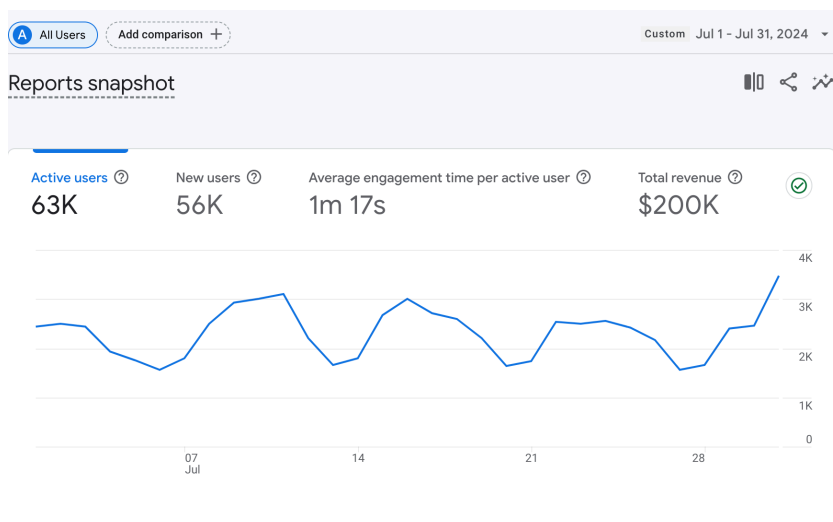 A All Users Add comparison + Custom Jul 1 - Jul 31, 2024
Reports snapshot
Active users New users Average engagement time per active user Total revenue
63K 56K 1m 17s $200K
4K
3K
2K
1K
0
07 14 21 28
Jul